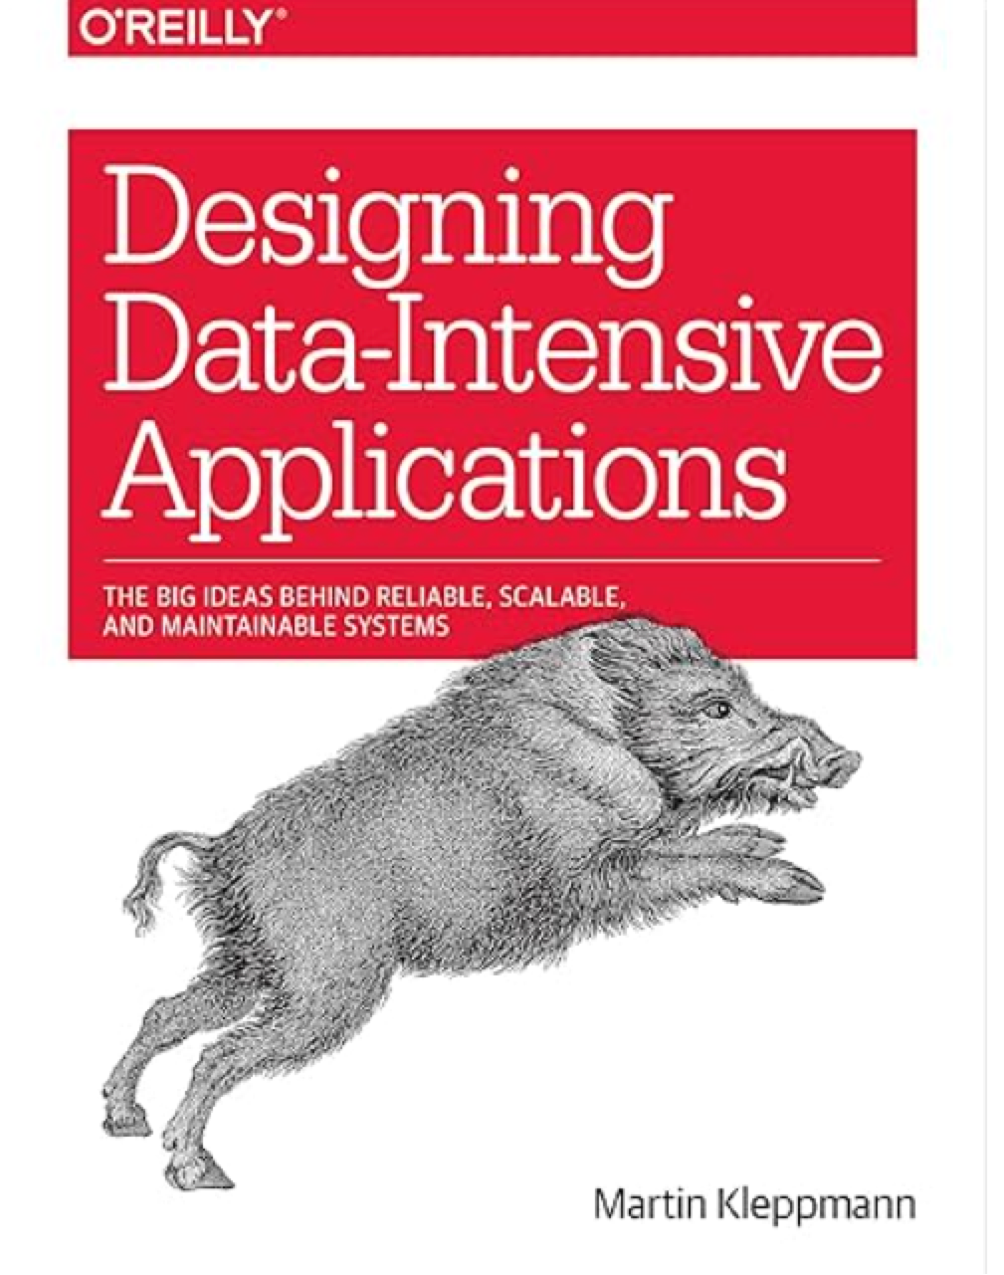 O'REILLY®
Designing
Data-Intensive
Applications
THE BIG IDEAS BEHIND RELIABLE, SCALABLE,
AND MAINTAINABLE SYSTEMS
Martin Kleppmann